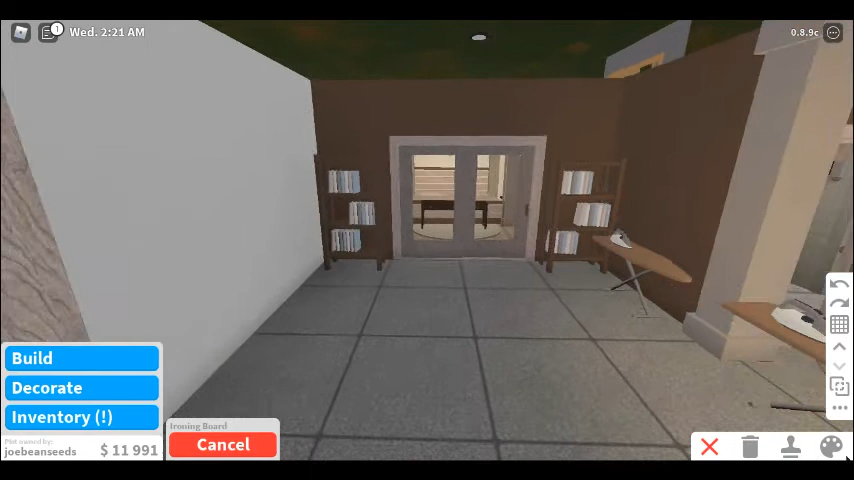 1
Wed. 2:21 AM
0.8.9c
Build
Decorate
Inventory (!)
Plot owned by:
joebeanseeds
$ 11 991
Ironing Board
Cancel